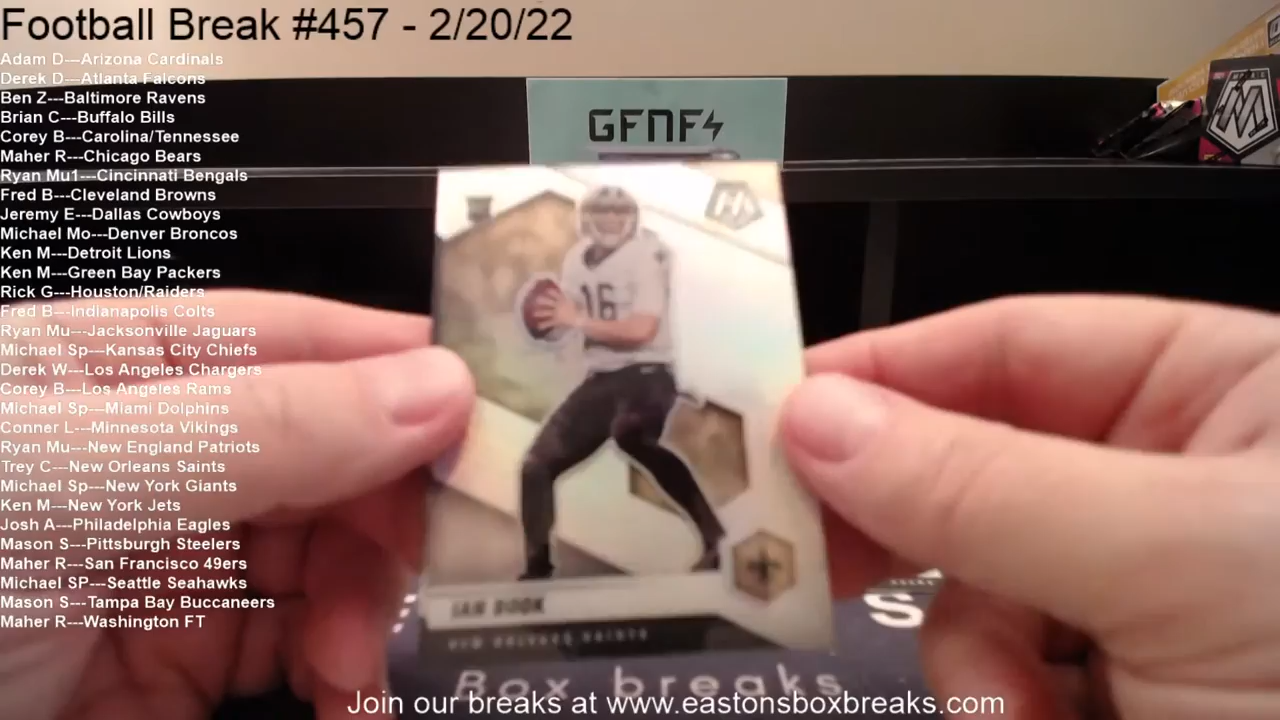 Football Break #457 - 2/20/22
Adam D---Arizona Cardinals
Derek D---Atlanta Falcons
Ben Z---Baltimore Ravens
Brian C---Buffalo Bills
Corey B---Carolina/Tennessee
Maher R---Chicago Bears
Ryan Mu1---Cincinnati Bengals
Fred B---Cleveland Browns
Jeremy E---Dallas Cowboys
Michael Mo---Denver Broncos
Ken M---Detroit Lions
Ken M---Green Bay Packers
Rick G---Houston/Raiders
Fred B---Indianapolis Colts
Ryan Mu---Jacksonville Jaguars
Michael Sp---Kansas City Chiefs
Derek W---Los Angeles Chargers
Corey B---Los Angeles Rams
Michael Sp---Miami Dolphins
Conner L---Minnesota Vikings
Ryan Mu---New England Patriots
Trey C---New Orleans Saints
Michael Sp---New York Giants
Ken M---New York Jets
Josh A---Philadelphia Eagles
Mason S---Pittsburgh Steelers
Maher R---San Francisco 49ers
Michael SP---Seattle Seahawks
Mason S---Tampa Bay Buccaneers
Maher R---Washington FT
GFNF
16
IAN BOOK
NEW ORLEANS SAINTS
Box breaks
Join our breaks at www.eastonsboxbreaks.com